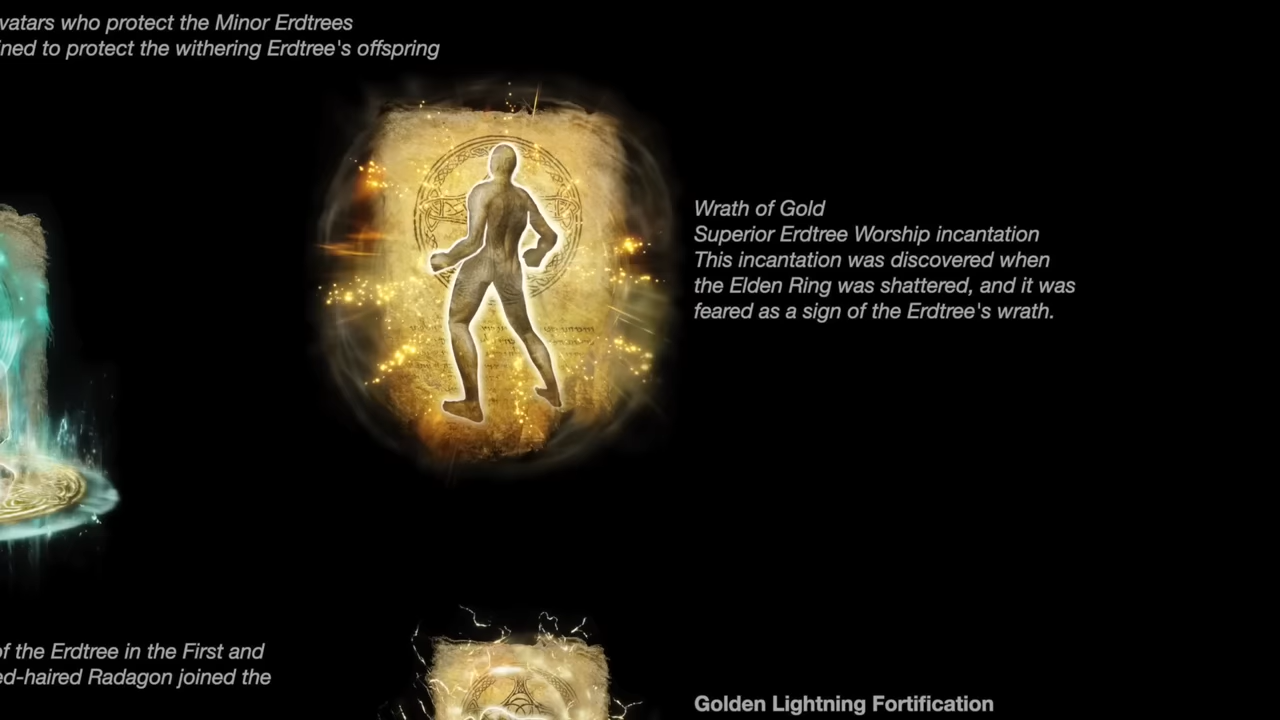 vatars who protect the Minor Erdtrees
ined to protect the withering Erdtree's offspring
Wrath of Gold
Superior Erdtree Worship incantation
This incantation was discovered when
the Elden Ring was shattered, and it was
feared as a sign of the Erdtree's wrath.
of the Erdtree in the First and
ed-haired Radagon joined the
Golden Lightning Fortification